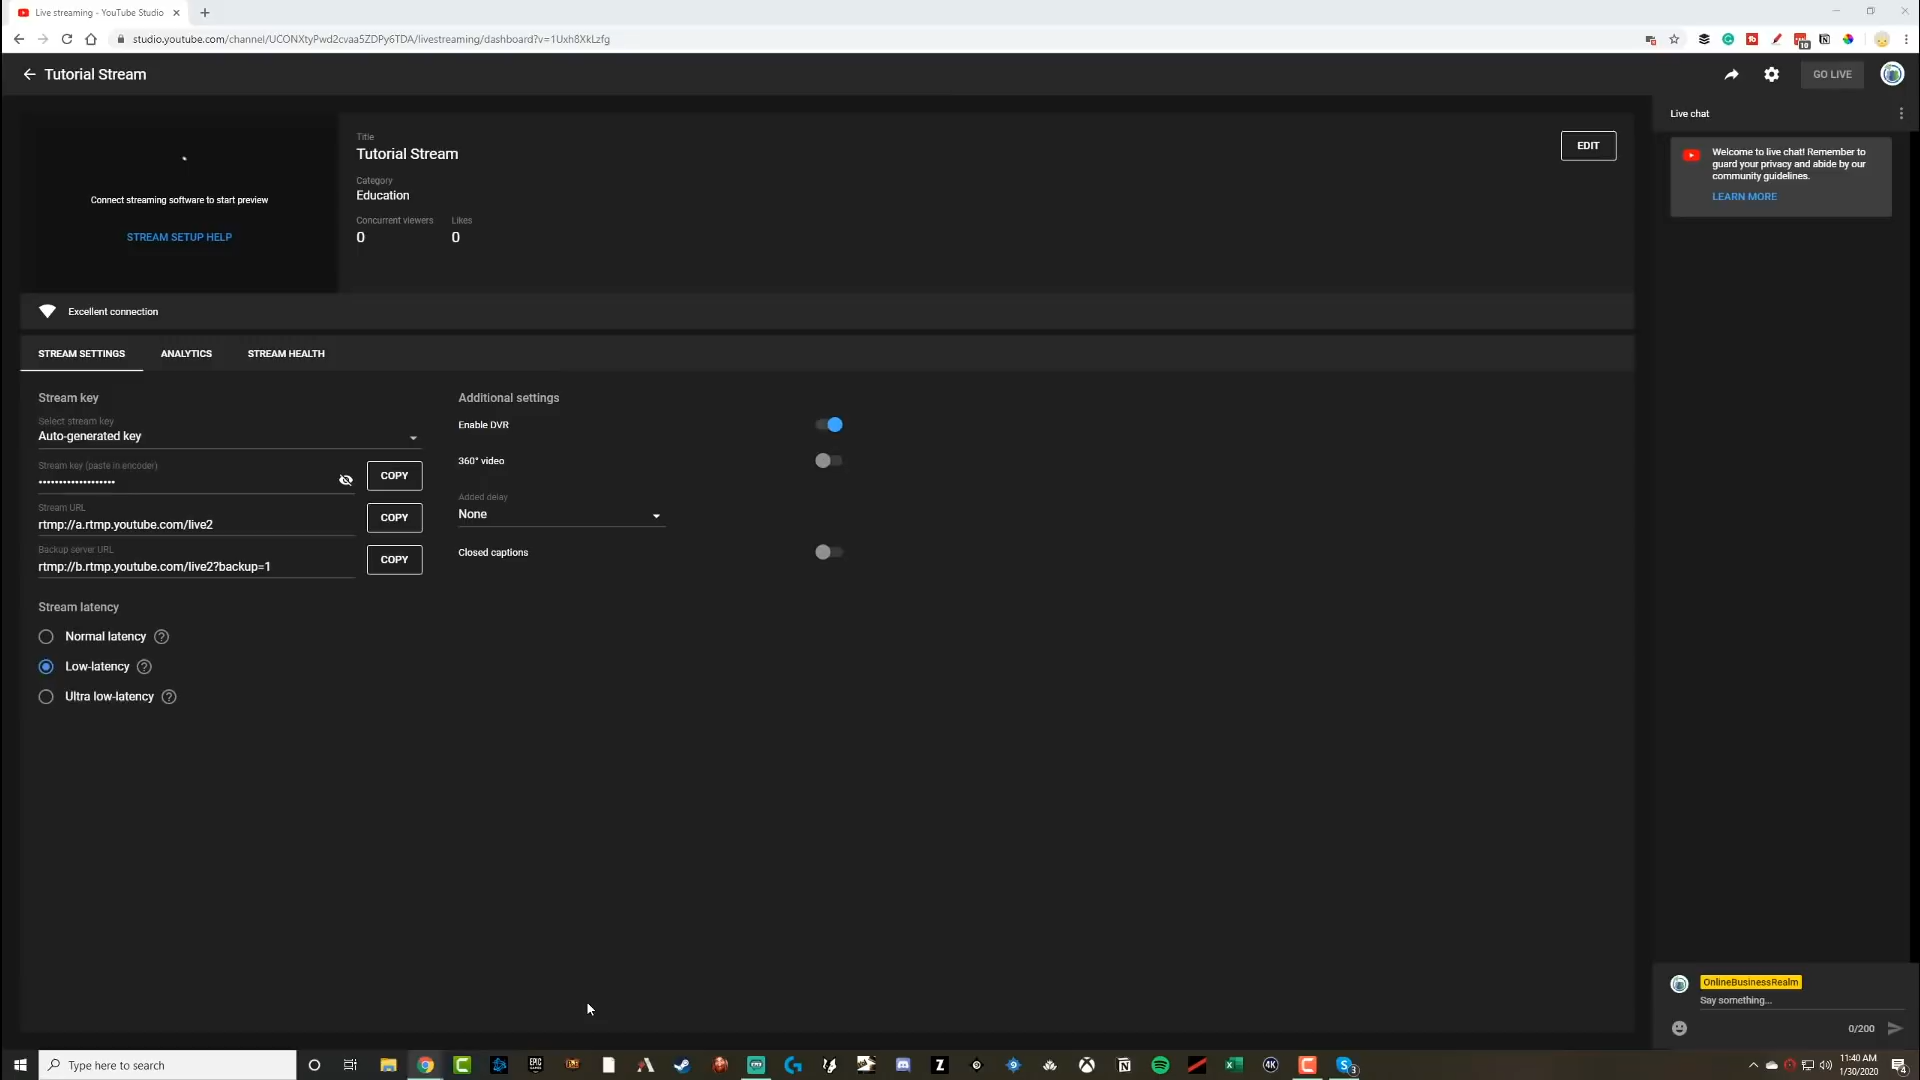 Live streaming - YouTube Studio
studio.youtube.com/channel/UCONXtyPwd2cvaa5ZDPy6TDA/livestreaming/dashboard?v=1Uxh8XkLzfg
Tutorial Stream
GO LIVE
Connect streaming software to start preview
STREAM SETUP HELP
Title
Tutorial Stream
Category
Education
Concurrent viewers Likes
0 0
EDIT
Excellent connection
STREAM SETTINGS ANALYTICS STREAM HEALTH
Stream key
Select stream key
Auto-generated key
Stream key (paste in encoder)
•••••••••••••••••••
COPY
Stream URL
rtmp://a.rtmp.youtube.com/live2
COPY
Backup server URL
rtmp://b.rtmp.youtube.com/live2?backup=1
COPY
Stream latency
Normal latency
Low-latency
Ultra low-latency
Additional settings
Enable DVR
360° video
Added delay
None
Closed captions
Live chat
Welcome to live chat! Remember to
guard your privacy and abide by our
community guidelines.
LEARN MORE
OnlineBusinessRealm
Say something...
0/200
Type here to search
EPIC
GAMES
Z
4K
3
11:40 AM
1/30/2020
4